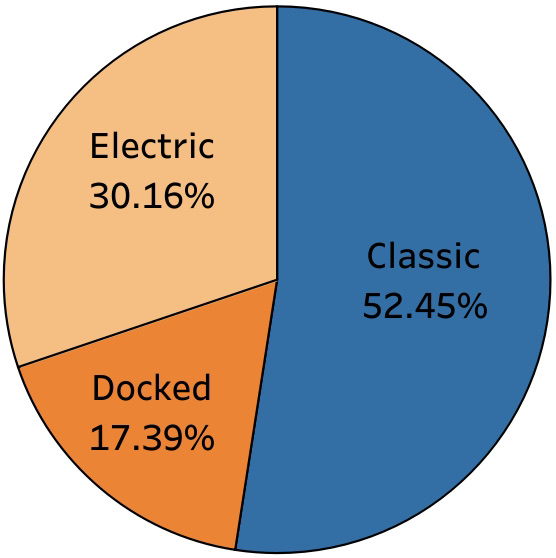 Electric
30.16%
Classic
52.45%
Docked
17.39%